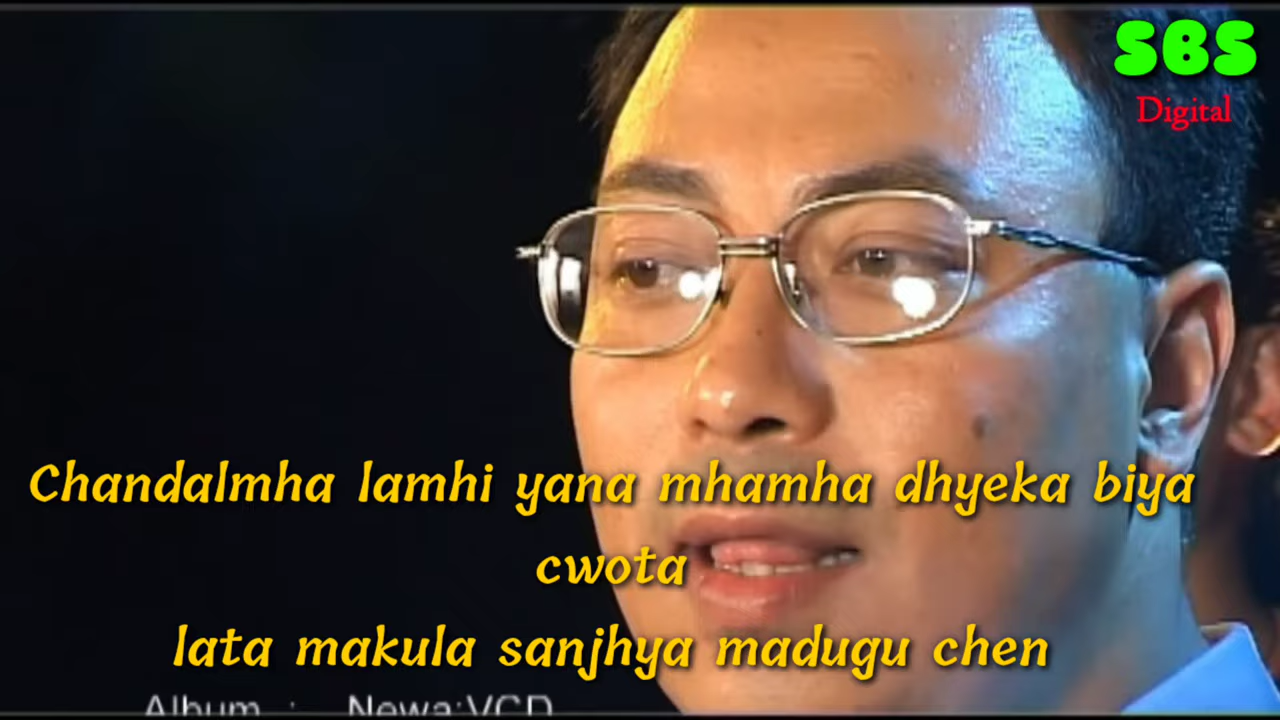 SBS
Digital
Chandalmha lamhi yana mhamha dhyeka biya
cwota
lata makula sanjhya madugu chen
Album : Newa:VCD